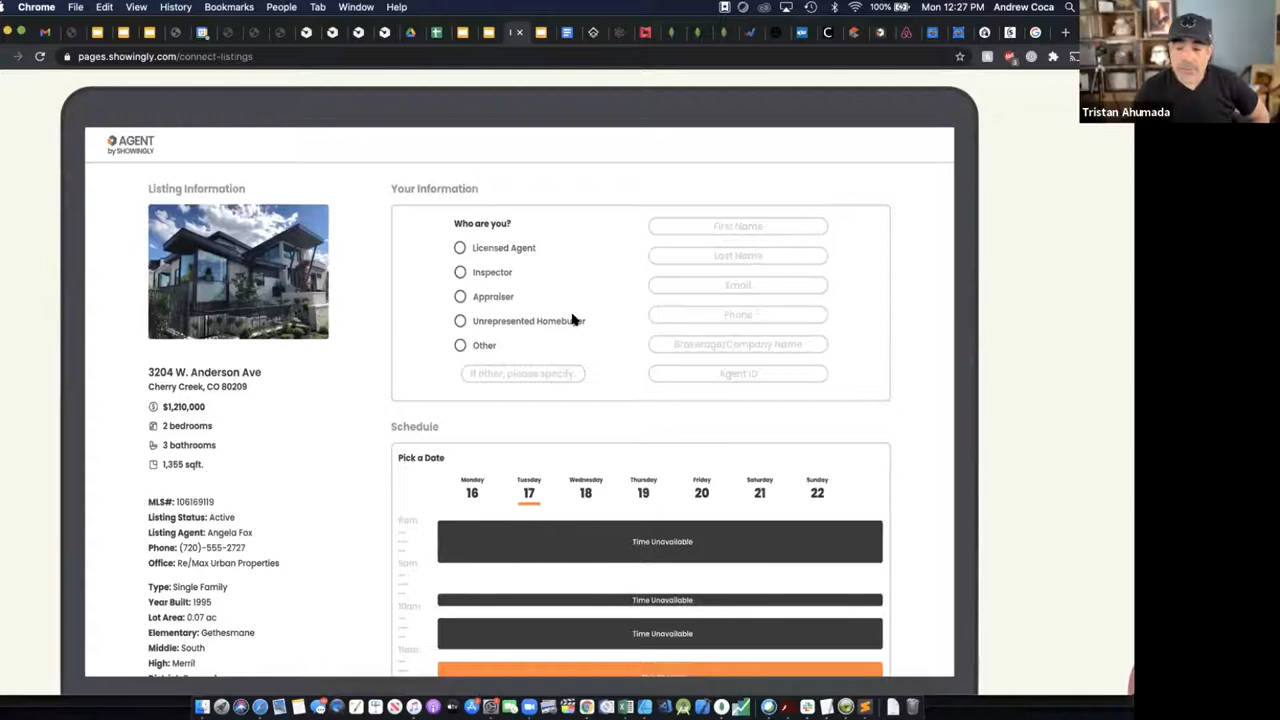 Chrome File Edit View History Bookmarks People Tab Window Help
100% Mon 12:27 PM Andrew Coca
pages.showingly.com/connect-listings
Tristan Ahumada
AGENT
by SHOWINGLY
Listing Information
3204 W. Anderson Ave
Cherry Creek, CO 80209
$1,210,000
2 bedrooms
3 bathrooms
1,355 sqft.
MLS#: 106169119
Listing Status: Active
Listing Agent: Angela Fox
Phone: (720)-555-2727
Office: Re/Max Urban Properties
Type: Single Family
Year Built: 1995
Lot Area: 0.07 ac
Elementary: Gethesmane
Middle: South
High: Merril
Your Information
Who are you?
Licensed Agent
Inspector
Appraiser
Unrepresented Homebuyer
Other
If other, please specify.
First Name
Last Name
Email
Phone
Brokerage/Company Name
Agent ID
Schedule
Pick a Date
Monday Tuesday Wednesday Thursday Friday Saturday Sunday
16 17 18 19 20 21 22
Time Unavailable
9am
10am
Time Unavailable
Time Unavailable
11am